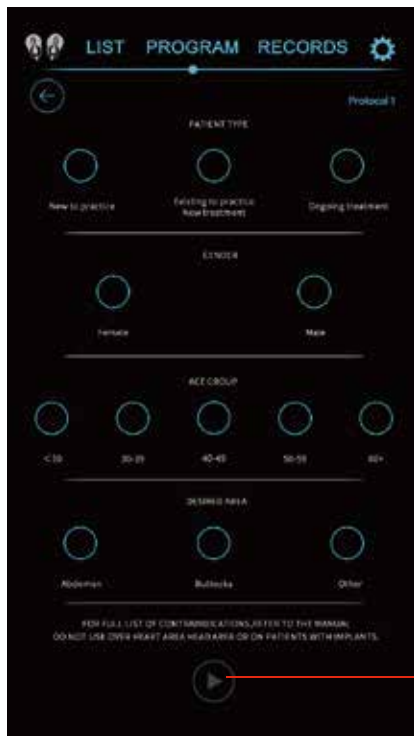 LIST PROGRAM RECORDS
Protocal 1
PATIENT TYPE
New to practice
Existing to practice
New treatment
Ongoing treatment
GENDER
Female Male
AGE GROUP
<30 30-39 40-49 50-59 60+
DESIRED AREA
Abdomen Buttocks Other
FOR FULL LIST OF CONTRAINDICATIONS, REFER TO THE MANUAL
DO NOT USE OVER HEART AREA HEAD AREA OR ON PATIENTS WITH IMPLANTS.